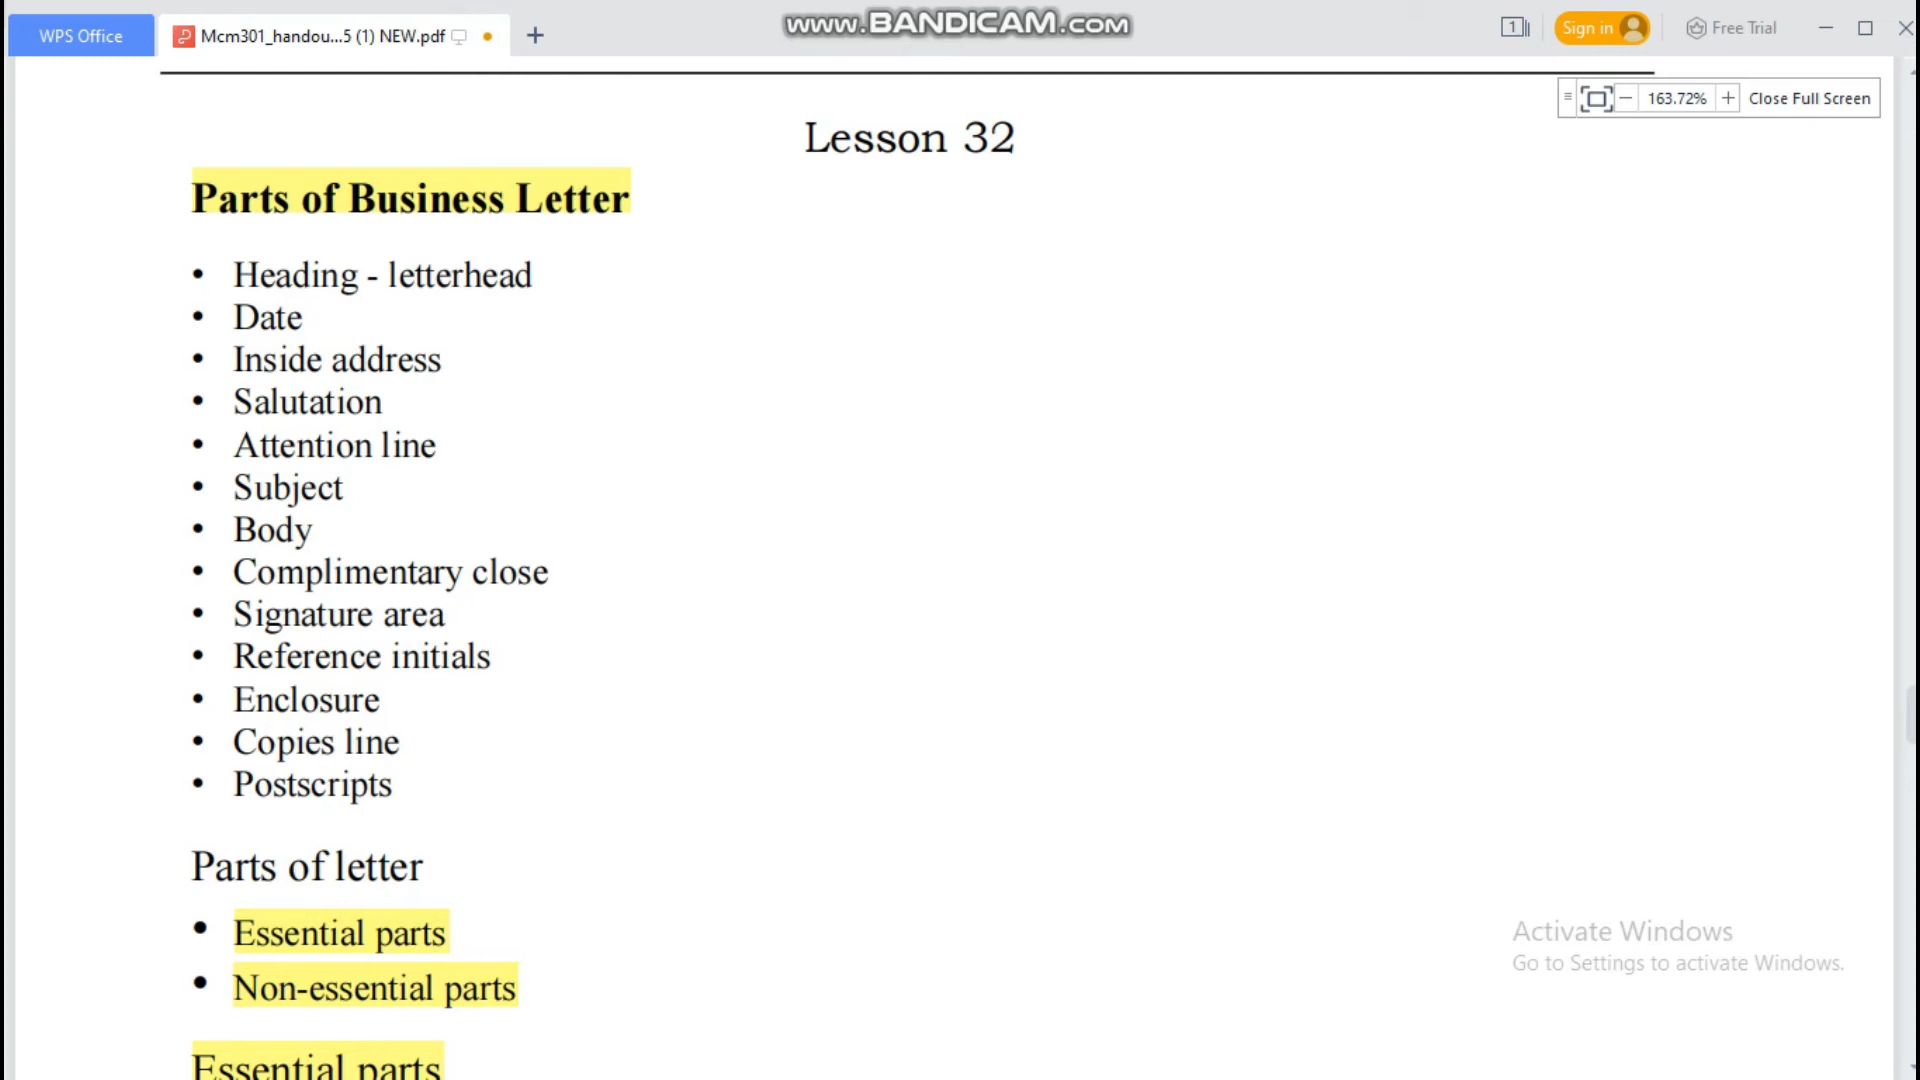 www.BANDICAM.com
WPS Office
Mcm301_handou...5 (1) NEW.pdf
1
Sign in
Free Trial
163.72%
Close Full Screen
Lesson 32
Parts of Business Letter
• Heading - letterhead
• Date
• Inside address
• Salutation
• Attention line
• Subject
• Body
• Complimentary close
• Signature area
• Reference initials
• Enclosure
• Copies line
• Postscripts
Parts of letter
• Essential parts
• Non-essential parts
Essential parts
Activate Windows
Go to Settings to activate Windows.